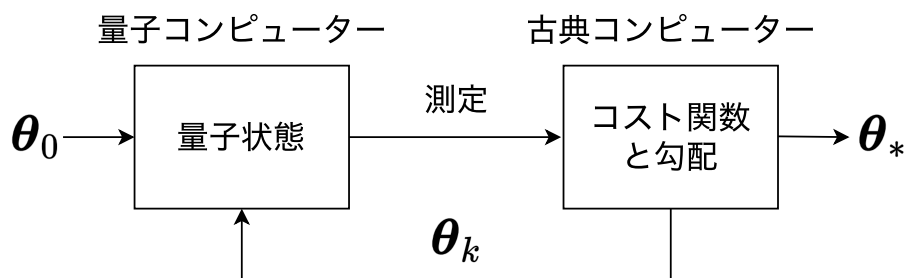 量子コンピューター
古典コンピューター
θ₀
量子状態
測定
コスト関数
と勾配
θ*
θₖ